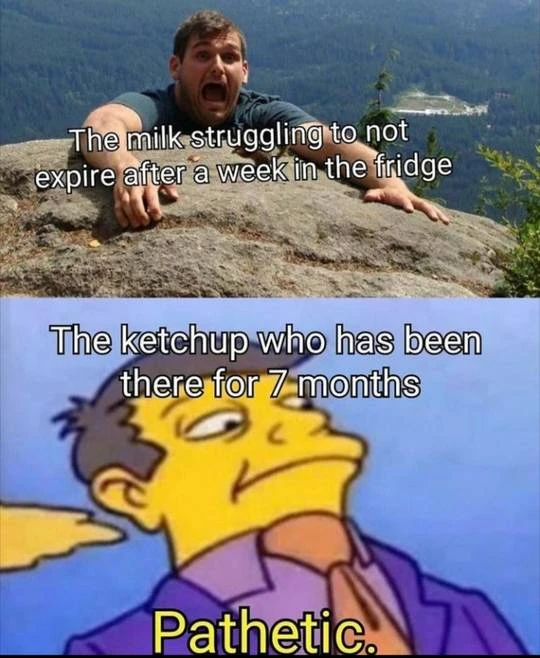 The milk struggling to not
expire after a week in the fridge
The ketchup who has been
there for 7 months
Pathetic.